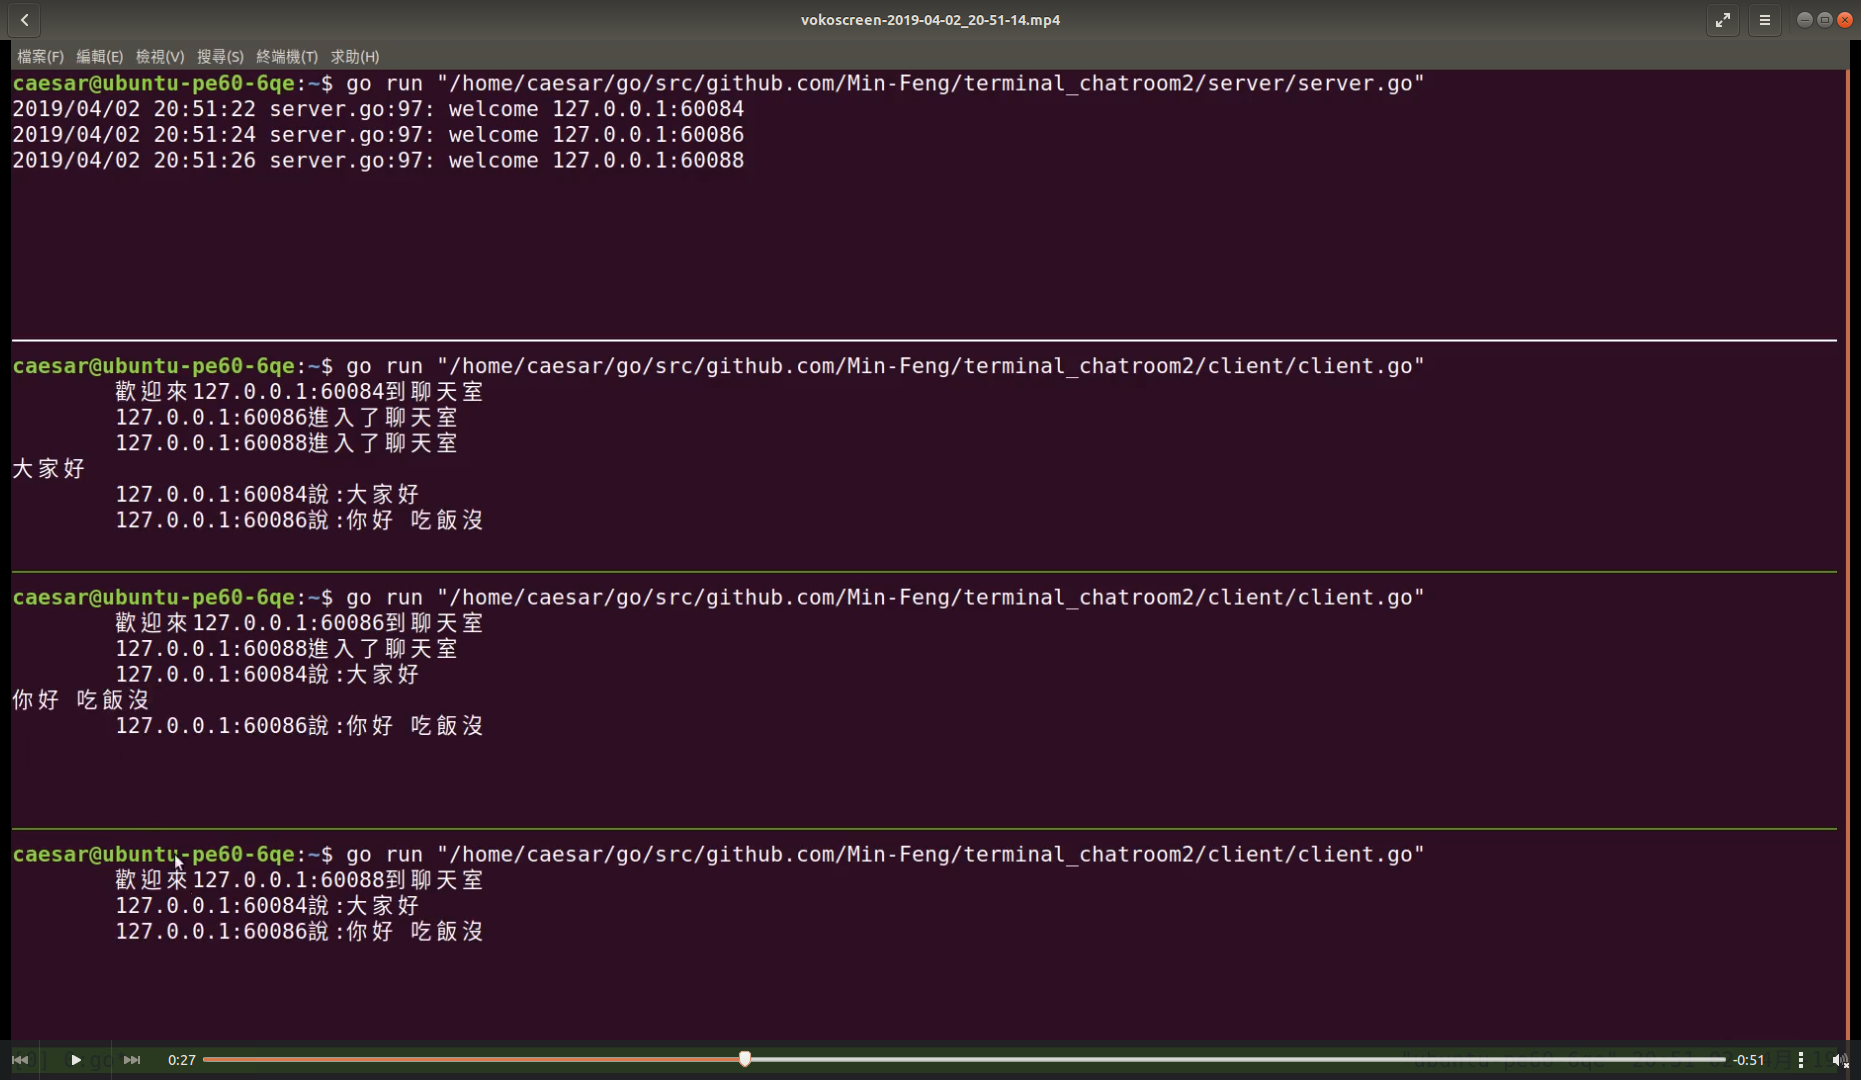 vokoscreen-2019-04-02_20-51-14.mp4
檔案(F) 編輯(E) 檢視(V) 搜尋(S) 終端機(T) 求助(H)
caesar@ubuntu-pe60-6qe:~$ go run "/home/caesar/go/src/github.com/Min-Feng/terminal_chatroom2/server/server.go"
2019/04/02 20:51:22 server.go:97: welcome 127.0.0.1:60084
2019/04/02 20:51:24 server.go:97: welcome 127.0.0.1:60086
2019/04/02 20:51:26 server.go:97: welcome 127.0.0.1:60088
caesar@ubuntu-pe60-6qe:~$ go run "/home/caesar/go/src/github.com/Min-Feng/terminal_chatroom2/client/client.go"
歡迎來127.0.0.1:60084到聊天室
127.0.0.1:60086進入了聊天室
127.0.0.1:60088進入了聊天室
大家好
127.0.0.1:60084說:大家好
127.0.0.1:60086說:你好 吃飯沒
caesar@ubuntu-pe60-6qe:~$ go run "/home/caesar/go/src/github.com/Min-Feng/terminal_chatroom2/client/client.go"
歡迎來127.0.0.1:60086到聊天室
127.0.0.1:60088進入了聊天室
127.0.0.1:60084說:大家好
你好 吃飯沒
127.0.0.1:60086說:你好 吃飯沒
caesar@ubuntu-pe60-6qe:~$ go run "/home/caesar/go/src/github.com/Min-Feng/terminal_chatroom2/client/client.go"
歡迎來127.0.0.1:60088到聊天室
127.0.0.1:60084說:大家好
127.0.0.1:60086說:你好 吃飯沒
0:27 -0:51
"ubuntu-pe60-6qe" 20:51